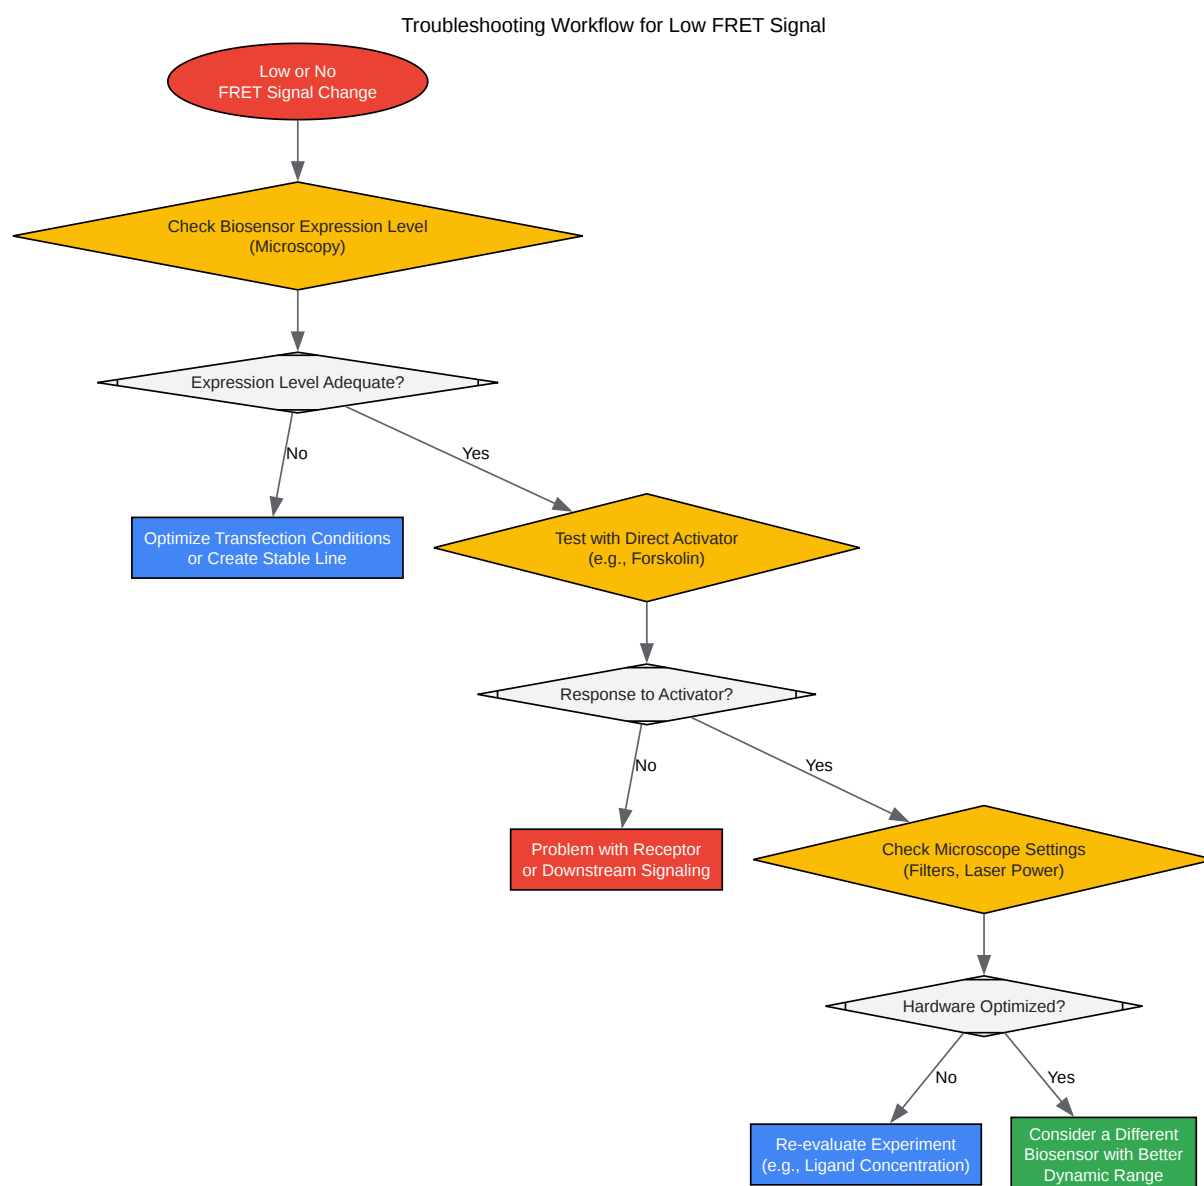 Troubleshooting Workflow for Low FRET Signal
Low or No
FRET Signal Change
Check Biosensor Expression Level
(Microscopy)
Expression Level Adequate?
No
Yes
Optimize Transfection Conditions
or Create Stable Line
Test with Direct Activator
(e.g., Forskolin)
Response to Activator?
No
Yes
Problem with Receptor
or Downstream Signaling
Check Microscope Settings
(Filters, Laser Power)
Hardware Optimized?
No
Yes
Re-evaluate Experiment
(e.g., Ligand Concentration)
Consider a Different
Biosensor with Better
Dynamic Range